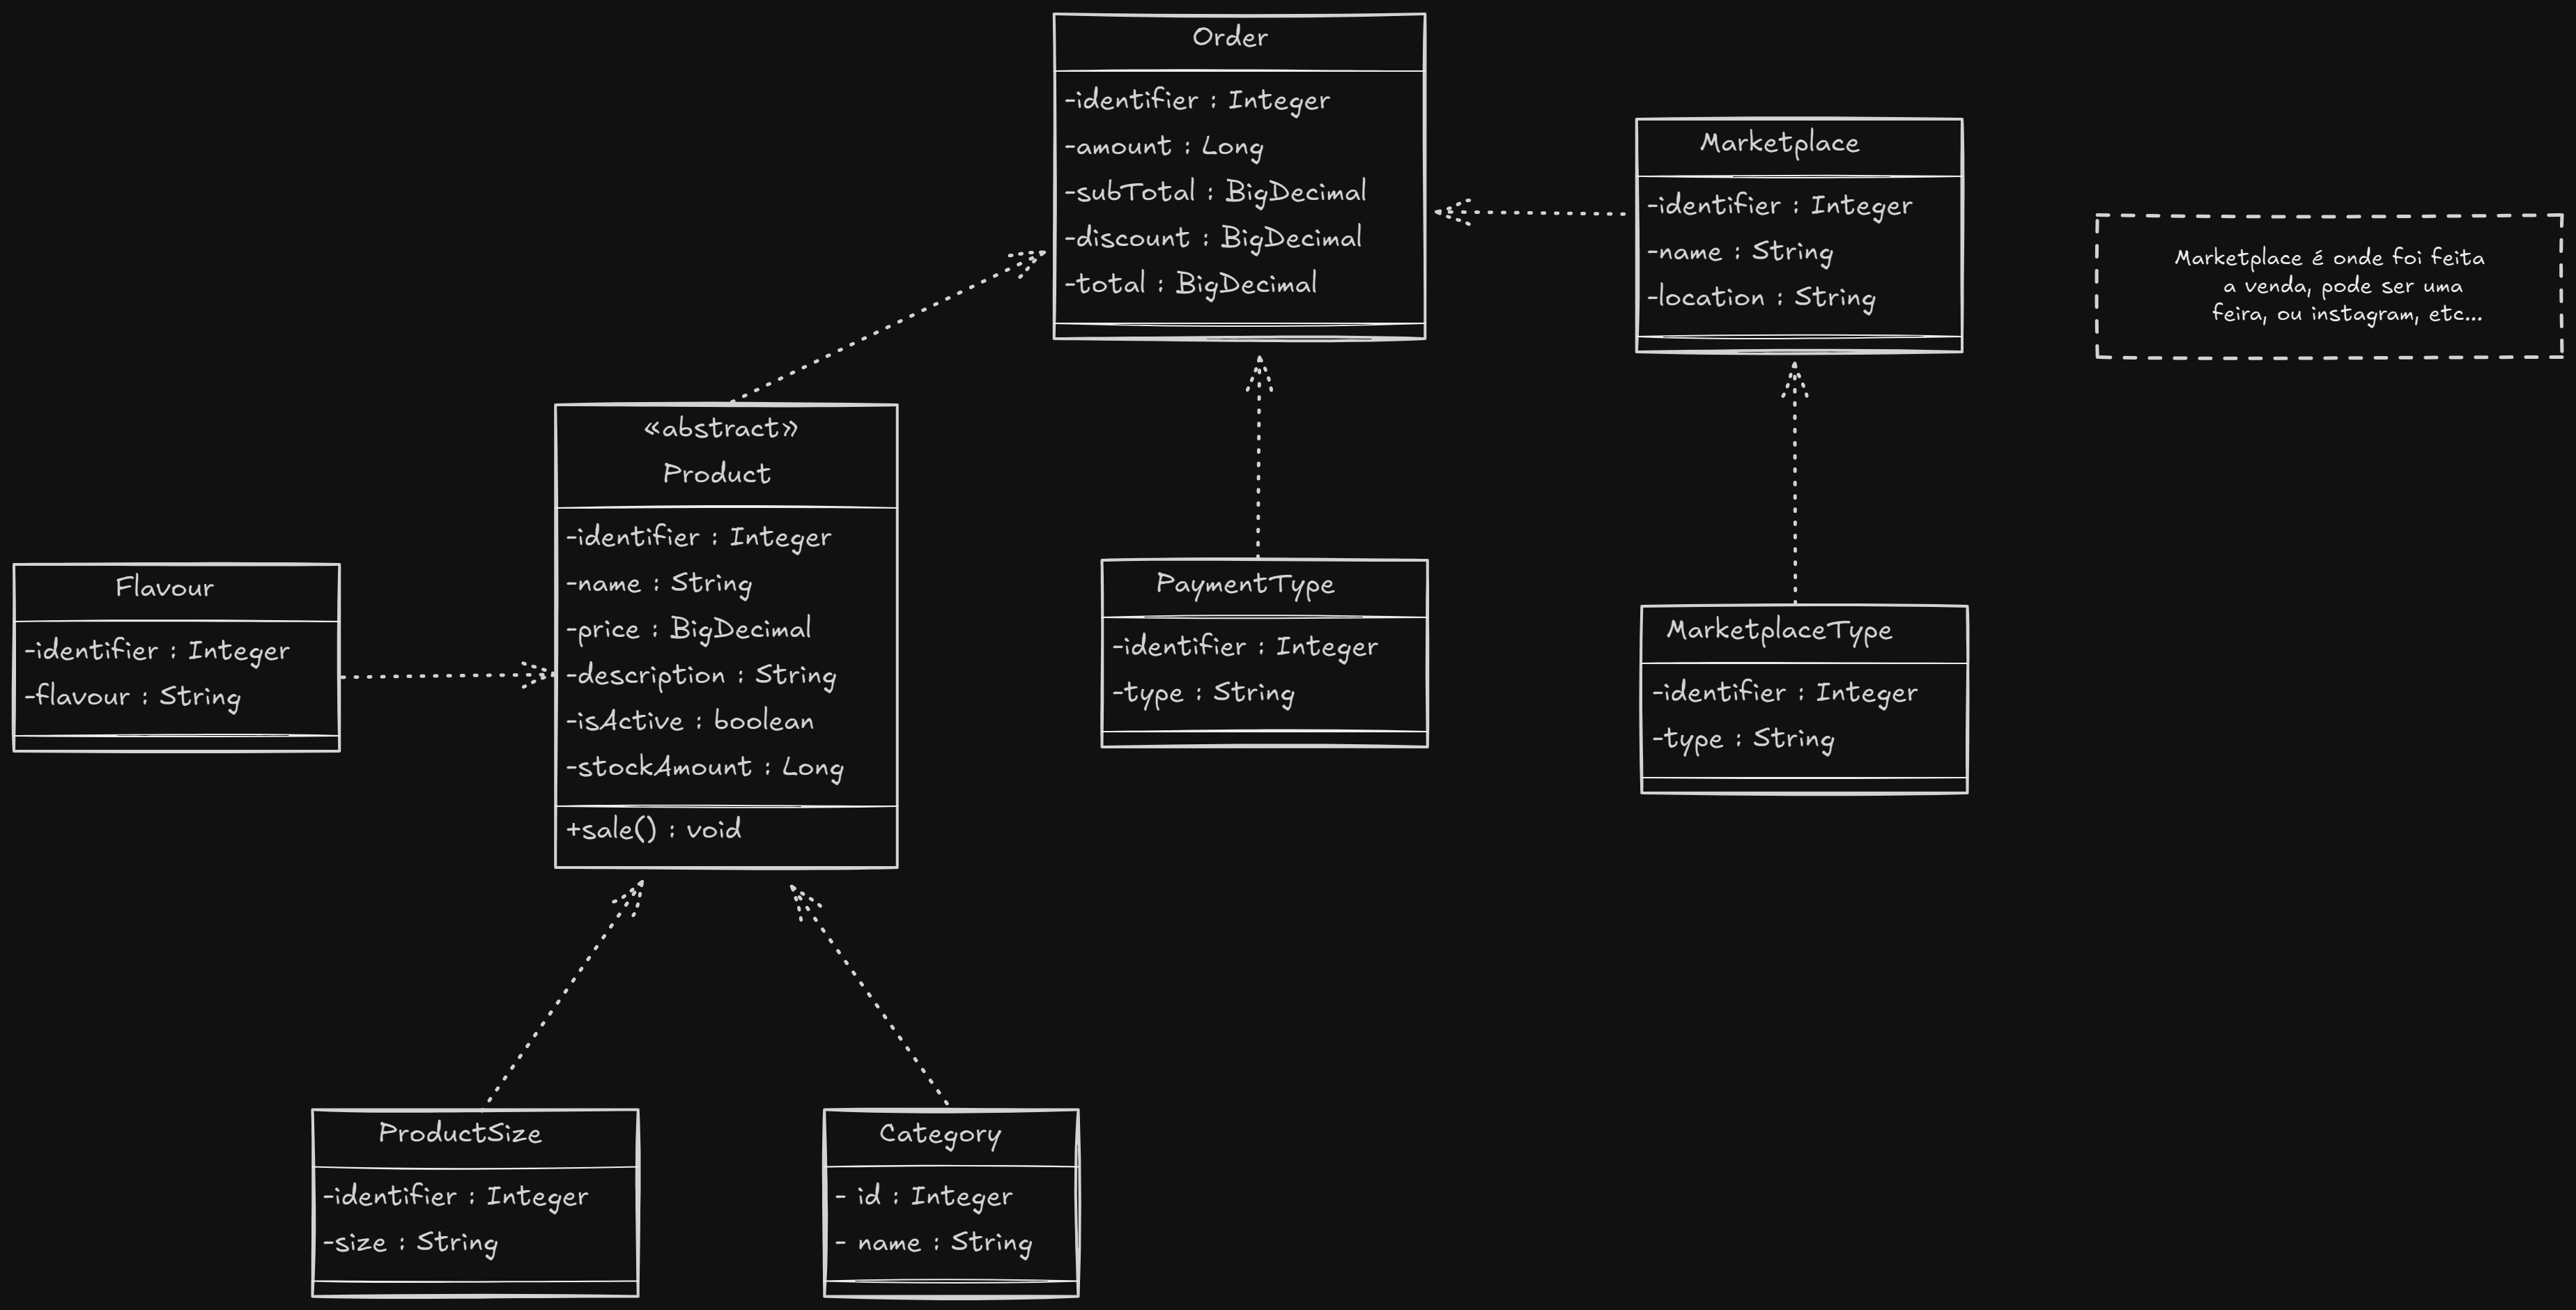 Order
-identifier : Integer
-amount : Long
-subTotal : BigDecimal
-discount : BigDecimal
-total : BigDecimal
Marketplace
-identifier : Integer
-name : String
-location : String
Marketplace é onde foi feita
a venda, pode ser uma
feira, ou instagram, etc...
«abstract»
Product
-identifier : Integer
-name : String
-price : BigDecimal
-description : String
-isActive : boolean
-stockAmount : Long
+sale() : void
Flavour
-identifier : Integer
-flavour : String
PaymentType
-identifier : Integer
-type : String
MarketplaceType
-identifier : Integer
-type : String
ProductSize
-identifier : Integer
-size : String
Category
- id : Integer
- name : String